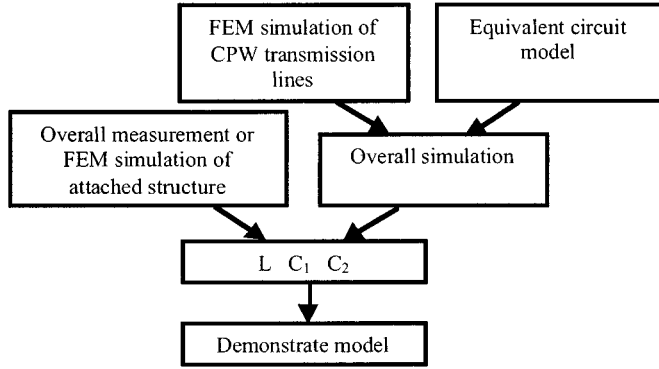 FEM simulation of
CPW transmission
lines
Equivalent circuit
model
Overall measurement or
FEM simulation of
attached structure
Overall simulation
L C₁ C₂
Demonstrate model